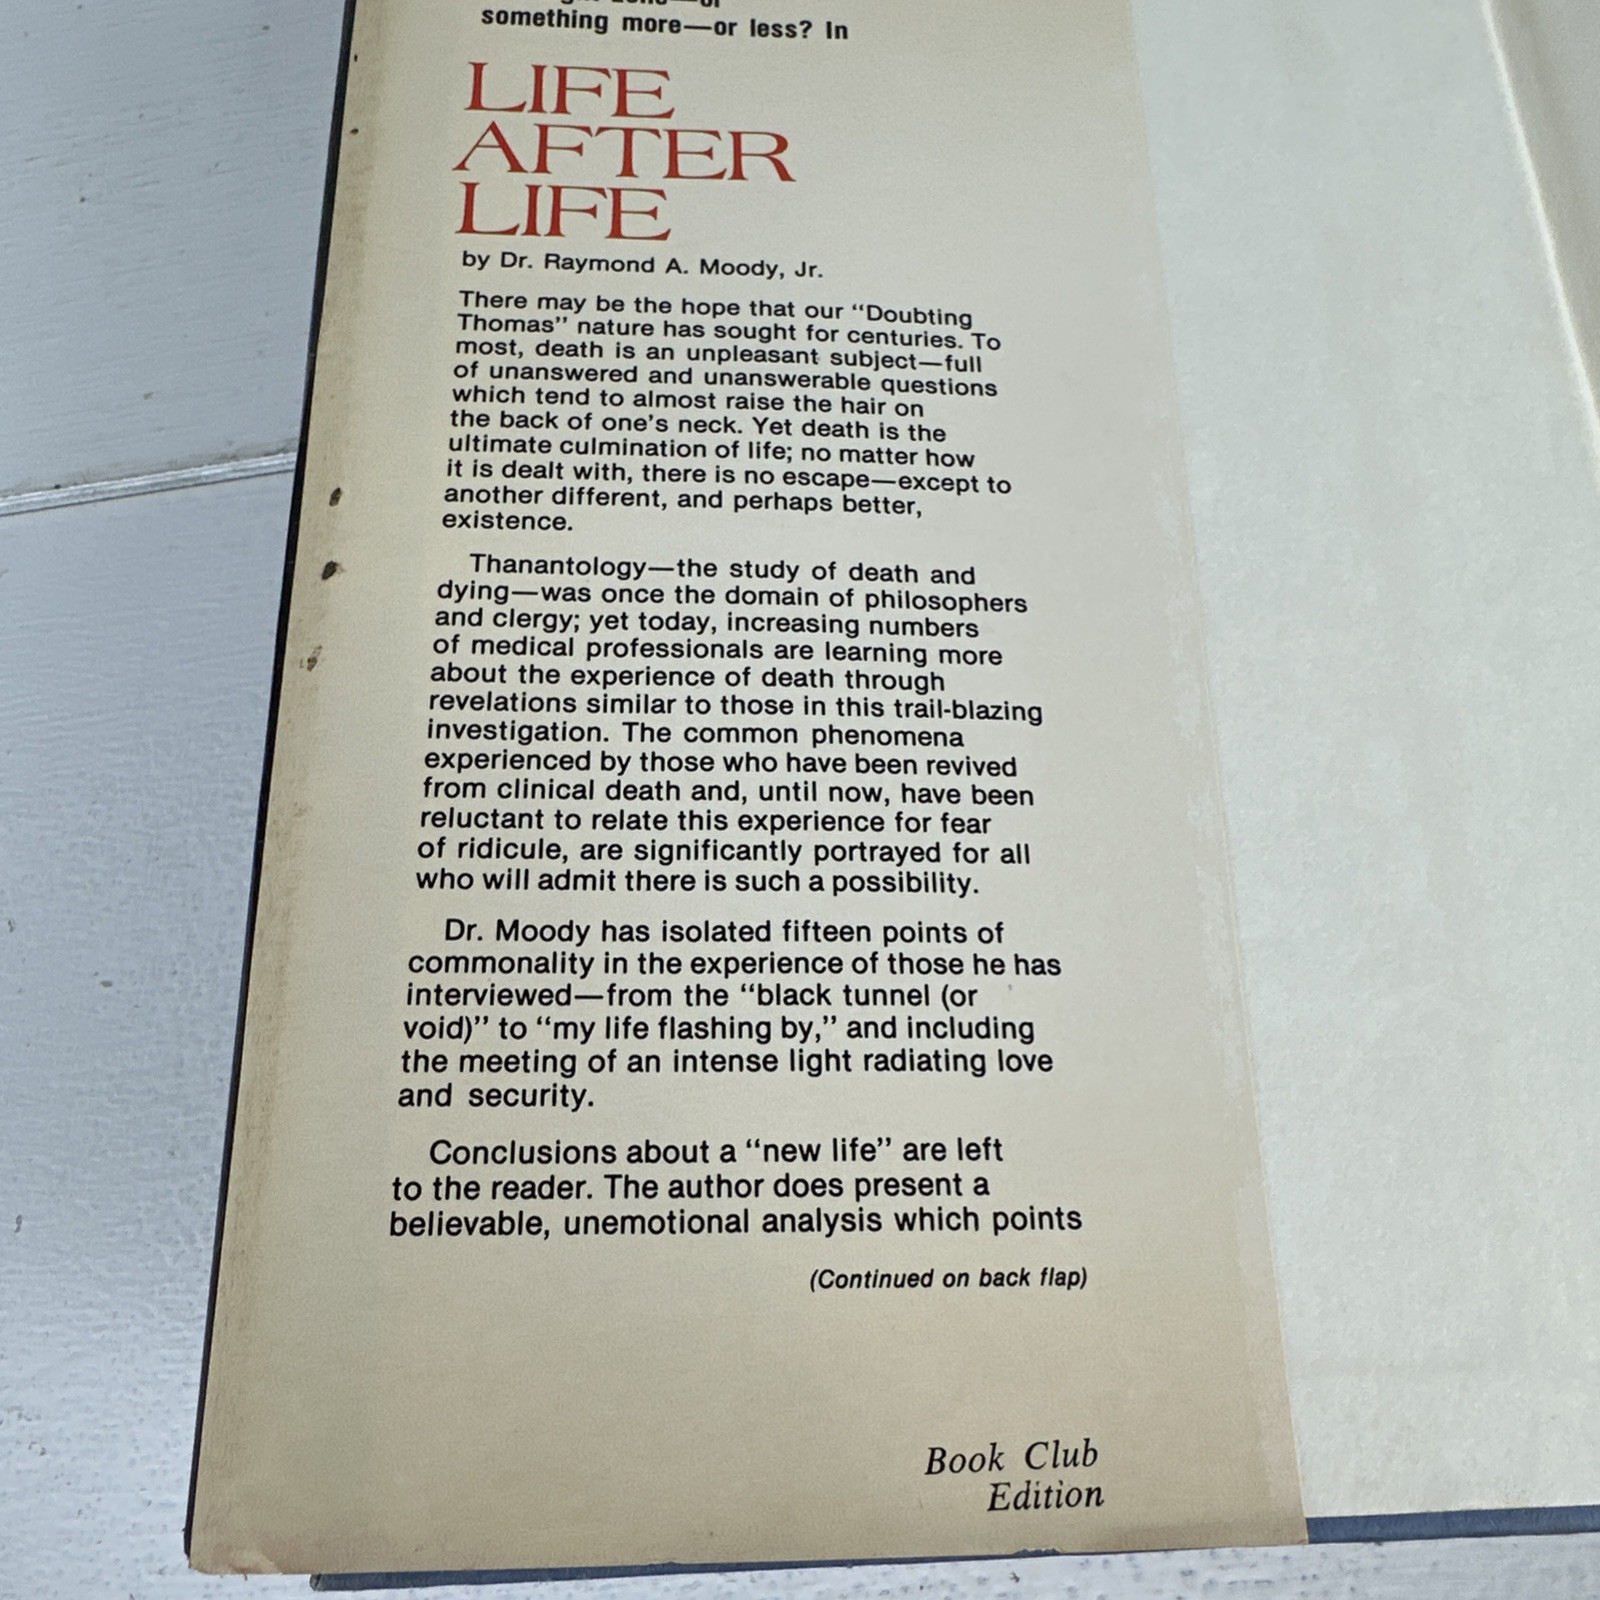 something more—or less? In
LIFE
AFTER
LIFE
by Dr. Raymond A. Moody, Jr.
There may be the hope that our “Doubting
Thomas” nature has sought for centuries. To
most, death is an unpleasant subject—full
of unanswered and unanswerable questions
which tend to almost raise the hair on
the back of one’s neck. Yet death is the
ultimate culmination of life; no matter how
it is dealt with, there is no escape—except to
another different, and perhaps better,
existence.
Thanantology—the study of death and
dying—was once the domain of philosophers
and clergy; yet today, increasing numbers
of medical professionals are learning more
about the experience of death through
revelations similar to those in this trail-blazing
investigation. The common phenomena
experienced by those who have been revived
from clinical death and, until now, have been
reluctant to relate this experience for fear
of ridicule, are significantly portrayed for all
who will admit there is such a possibility.
Dr. Moody has isolated fifteen points of
commonality in the experience of those he has
interviewed—from the “black tunnel (or
void)” to “my life flashing by,” and including
the meeting of an intense light radiating love
and security.
Conclusions about a “new life” are left
to the reader. The author does present a
believable, unemotional analysis which points
(Continued on back flap)
Book Club
Edition